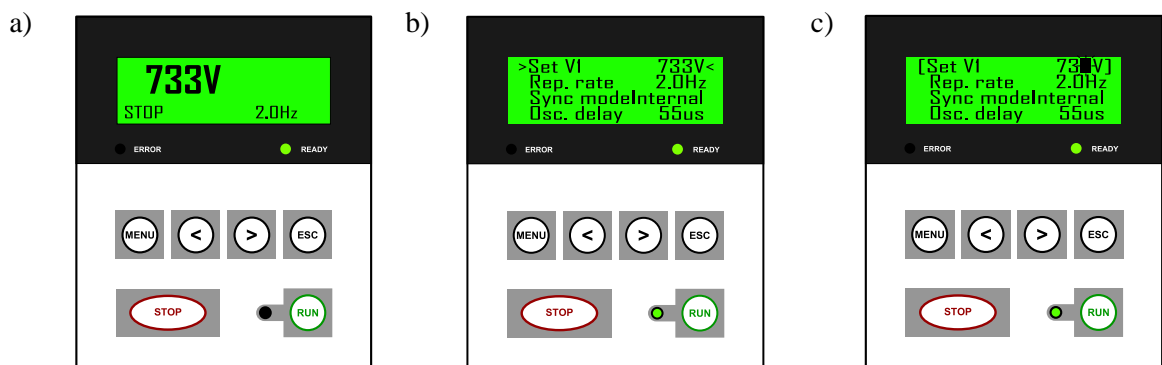 a)
733V
STOP 2.0Hz
ERROR READY
MENU < > ESC
STOP RUN
b)
>Set V1 733V<
Rep. rate 2.0Hz
Sync modeInternal
Osc. delay 55us
ERROR READY
MENU < > ESC
STOP RUN
c)
[Set V1 73 V]
Rep. rate 2.0Hz
Sync modeInternal
Osc. delay 55us
ERROR READY
MENU < > ESC
STOP RUN